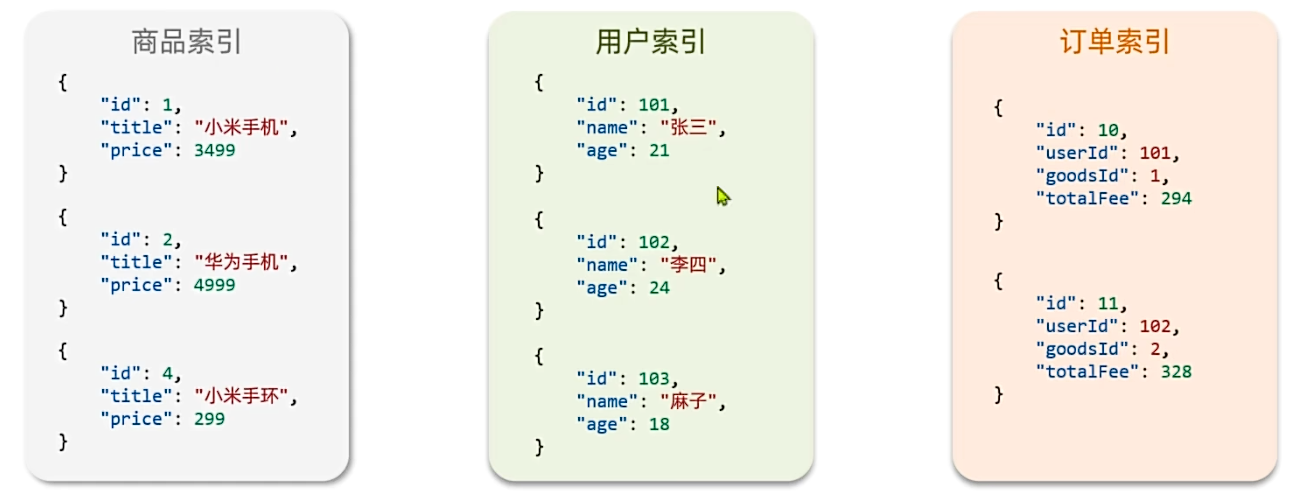 商品索引
{
"id": 1,
"title": "小米手机",
"price": 3499
}
{
"id": 2,
"title": "华为手机",
"price": 4999
}
{
"id": 4,
"title": "小米手环",
"price": 299
}
用户索引
{
"id": 101,
"name": "张三",
"age": 21
}
{
"id": 102,
"name": "李四",
"age": 24
}
{
"id": 103,
"name": "麻子",
"age": 18
}
订单索引
{
"id": 10,
"userId": 101,
"goodsId": 1,
"totalFee": 294
}
{
"id": 11,
"userId": 102,
"goodsId": 2,
"totalFee": 328
}